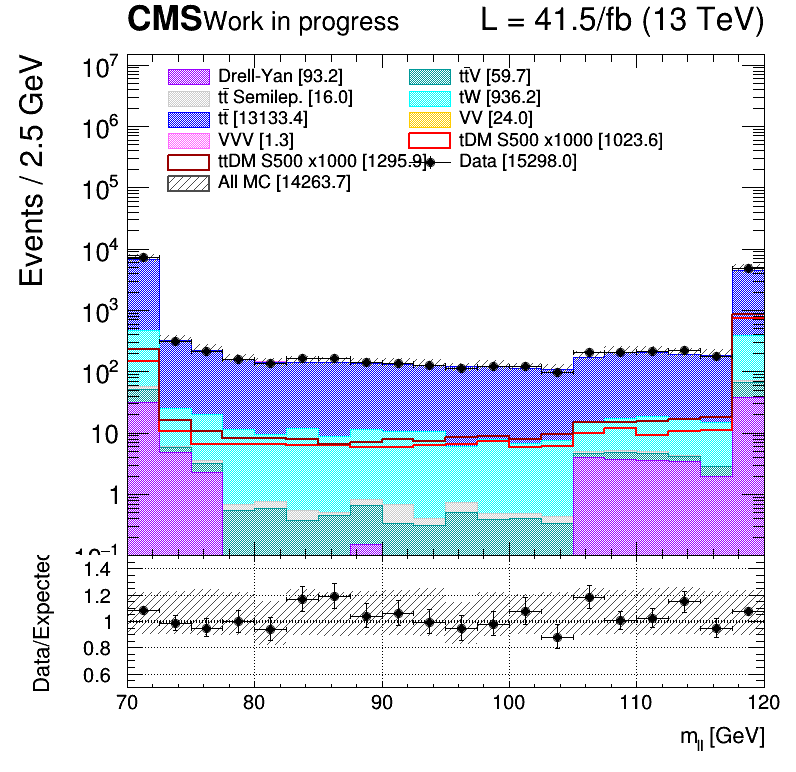 CMS Work in progress L = 41.5/fb (13 TeV)
Events / 2.5 GeV
10⁷
10⁶
10⁵
10⁴
10³
10²
10
1
10⁻¹
Drell-Yan [93.2]
tt̄V [59.7]
tt̄ Semilep. [16.0]
tW [936.2]
tt̄ [13133.4]
VV [24.0]
VVV [1.3]
tDM S500 x1000 [1023.6]
ttDM S500 x1000 [1295.9]
Data [15298.0]
All MC [14263.7]
Data/Expected
1.4
1.2
1
0.8
0.6
70 80 90 100 110 120
m_ll [GeV]